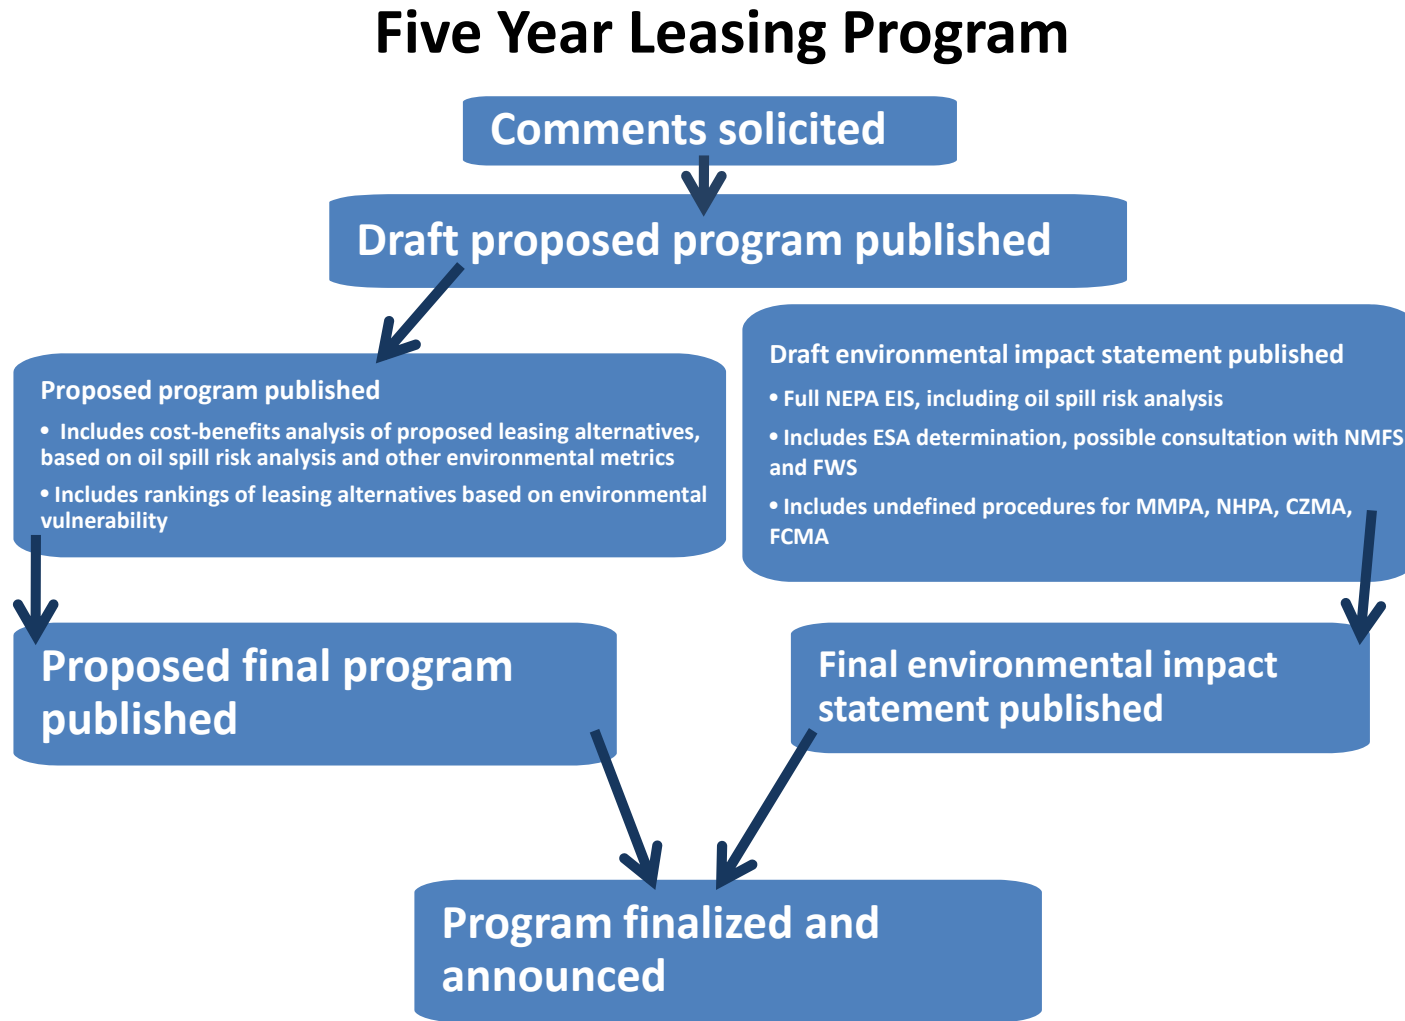 Five Year Leasing Program
Comments solicited
Draft proposed program published
Proposed program published
• Includes cost-benefits analysis of proposed leasing alternatives,
based on oil spill risk analysis and other environmental metrics
• Includes rankings of leasing alternatives based on environmental
vulnerability
Draft environmental impact statement published
• Full NEPA EIS, including oil spill risk analysis
• Includes ESA determination, possible consultation with NMFS
and FWS
• Includes undefined procedures for MMPA, NHPA, CZMA,
FCMA
Proposed final program
published
Final environmental impact
statement published
Program finalized and
announced